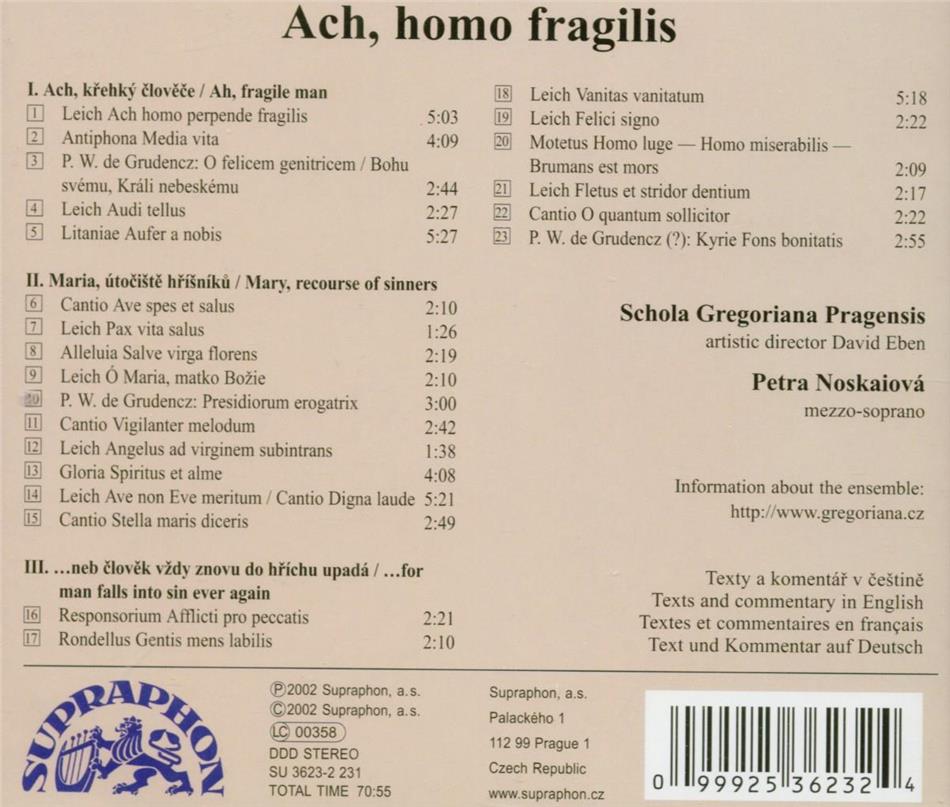 Ach, homo fragilis
I. Ach, křehký člověče / Ah, fragile man
1 Leich Ach homo perpende fragilis 5:03
2 Antiphona Media vita 4:09
3 P. W. de Grudencz: O felicem genitricem / Bohu
svému, Králi nebeskému 2:44
4 Leich Audi tellus 2:27
5 Litaniae Aufer a nobis 5:27
II. Maria, útočiště hříšníků / Mary, recourse of sinners
6 Cantio Ave spes et salus 2:10
7 Leich Pax vita salus 1:26
8 Alleluia Salve virga florens 2:19
9 Leich Ó Maria, matko Božie 2:10
10 P. W. de Grudencz: Presidiorum erogatrix 3:00
11 Cantio Vigilanter melodum 2:42
12 Leich Angelus ad virginem subintrans 1:38
13 Gloria Spiritus et alme 4:08
14 Leich Ave non Eve meritum / Cantio Digna laude 5:21
15 Cantio Stella maris diceris 2:49
III. ...neb člověk vždy znovu do hříchu upadá / ...for
man falls into sin ever again
16 Responsorium Afflicti pro peccatis 2:21
17 Rondellus Gentis mens labilis 2:10
18 Leich Vanitas vanitatum 5:18
19 Leich Felici signo 2:22
20 Motetus Homo luge — Homo miserabilis —
Brumans est mors 2:09
21 Leich Fletus et stridor dentium 2:17
22 Cantio O quantum sollicitor 2:22
23 P. W. de Grudencz (?): Kyrie Fons bonitatis 2:55
Schola Gregoriana Pragensis
artistic director David Eben
Petra Noskaiová
mezzo-soprano
Information about the ensemble:
http://www.gregoriana.cz
Texty a komentář v češtině
Texts and commentary in English
Textes et commentaires en français
Text und Kommentar auf Deutsch
SUPRAPHON
Ⓟ2002 Supraphon, a.s.
Ⓒ2002 Supraphon, a.s.
LC 00358
DDD STEREO
SU 3623-2 231
TOTAL TIME 70:55
Supraphon, a.s.
Palackého 1
112 99 Prague 1
Czech Republic
www.supraphon.cz
0 99925 36232 4